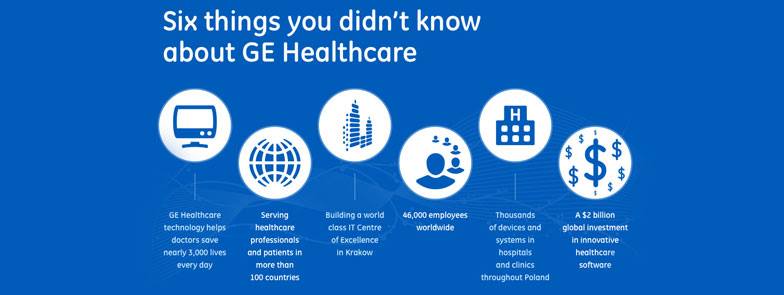 Six things you didn't know
about GE Healthcare
H
$ $ $ $ $ $ $ $ $
GE Healthcare
technology helps
doctors save
nearly 3,000 lives
every day
Serving
healthcare
professionals
and patients in
more than
100 countries
Building a world
class IT Centre
of Excellence
in Krakow
46,000 employees
worldwide
Thousands
of devices and
systems in
hospitals
and clinics
throughout Poland
A $2 billion
global investment
in innovative
healthcare
software